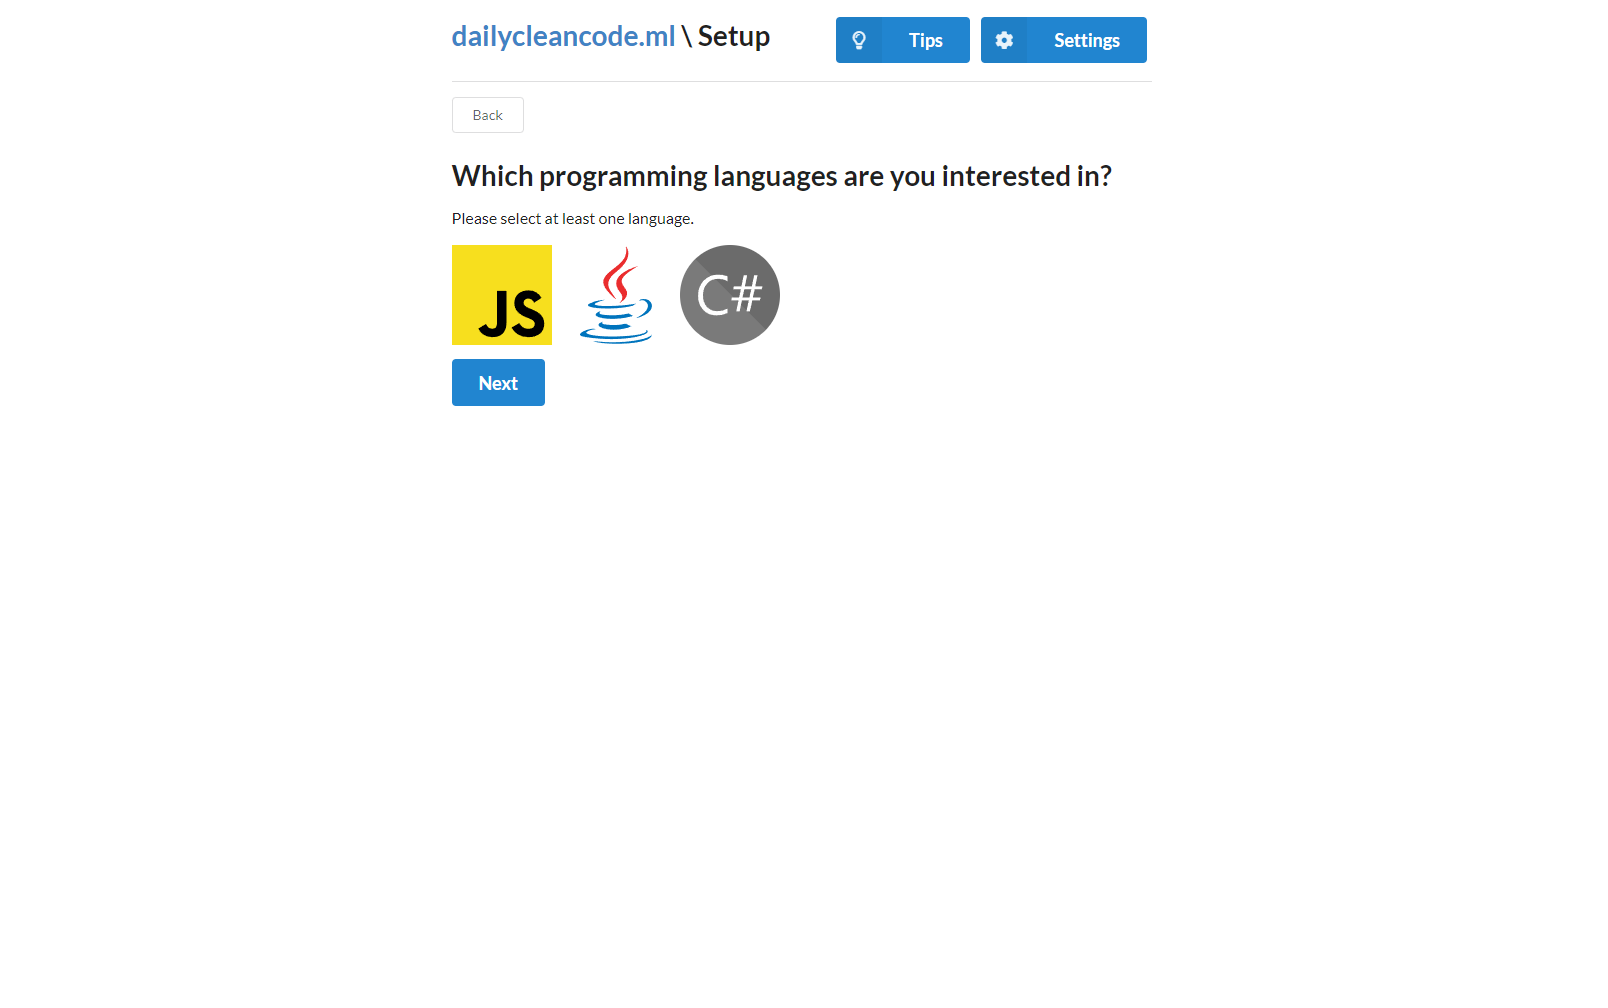 dailycleancode.ml \ Setup
Tips
Settings
Back
Which programming languages are you interested in?
Please select at least one language.
JS
C#
Next